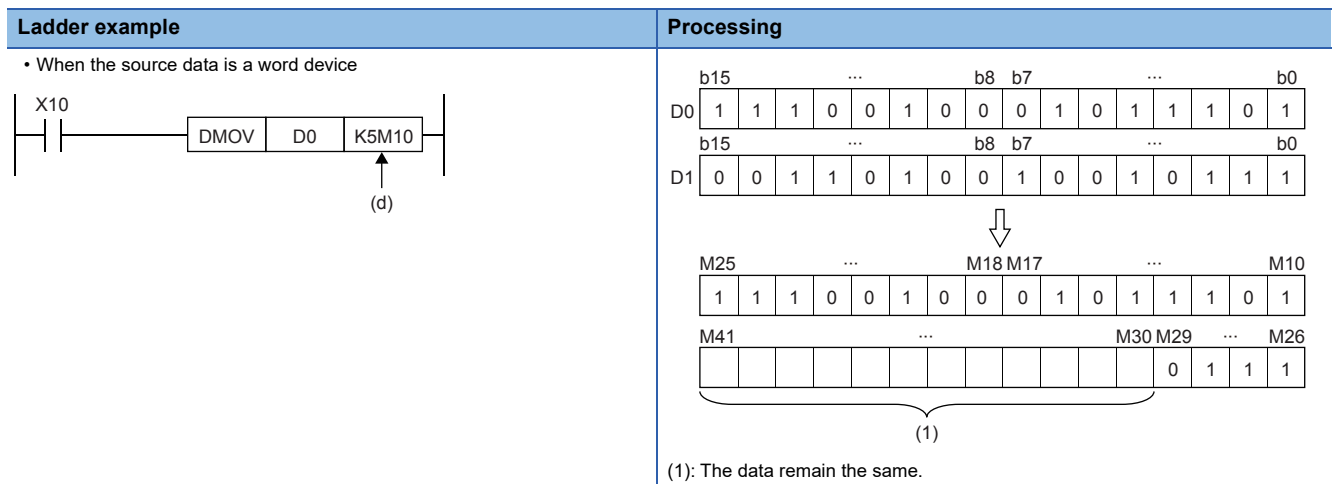 Ladder example
Processing
• When the source data is a word device
X10
DMOV D0 K5M10
(d)
b15 ... b8 b7 ... b0
D0 1 1 1 0 0 1 0 0 0 1 0 1 1 1 0 1
b15 ... b8 b7 ... b0
D1 0 0 1 1 0 1 0 0 1 0 0 1 0 1 1 1
M25 ... M18 M17 ... M10
1 1 1 0 0 1 0 0 0 1 0 1 1 1 0 1
M41 ... M30 M29 ... M26
0 1 1 1
(1)
(1): The data remain the same.